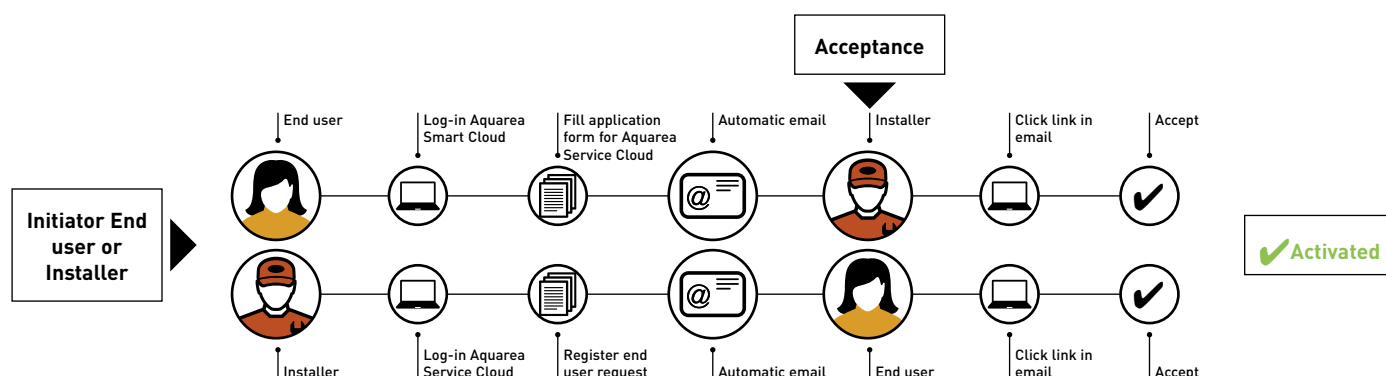 Acceptance
End user
Log-in Aquarea
Smart Cloud
Fill application
form for Aquarea
Service Cloud
Automatic email
Installer
Click link in
email
Accept
Initiator End
user or
Installer
@
✔Activated
@
Installer
Log-in Aquarea
Service Cloud
Register end
user request
Automatic email
End user
Click link in
email
Accept